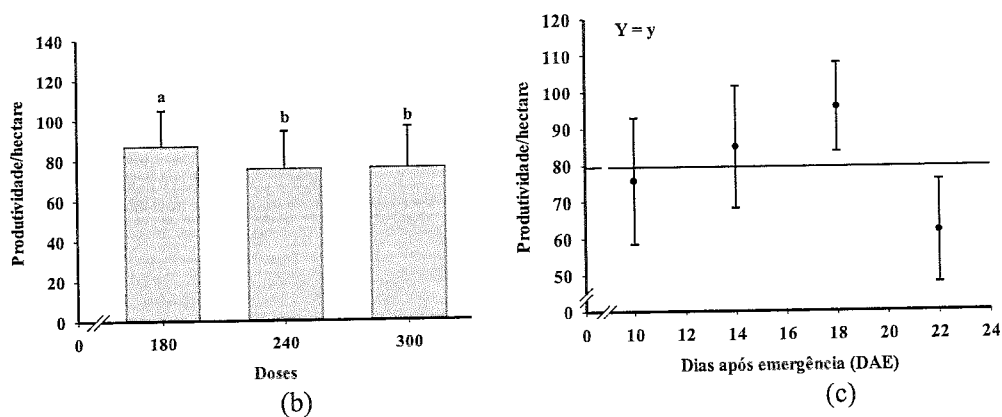 140
120
100
80
60
40
20
0
Produtividade/hectare
a
b
b
0
180
240
300
Doses
(b)
Y = y
120
110
100
90
80
70
60
50
0
Produtividade/hectare
10
12
14
16
18
20
22
24
Dias após emergência (DAE)
(c)